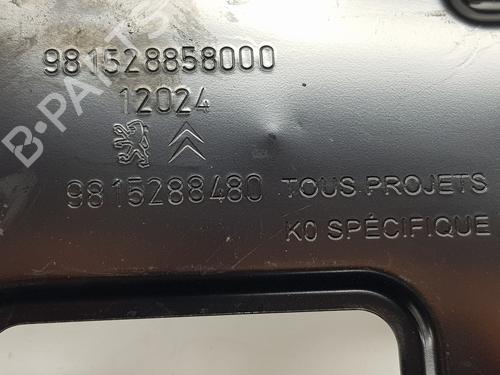 981528858000
12024
9815288480 TOUS PROJETS
K0 SPÉCIFIQUE
B-PARTS